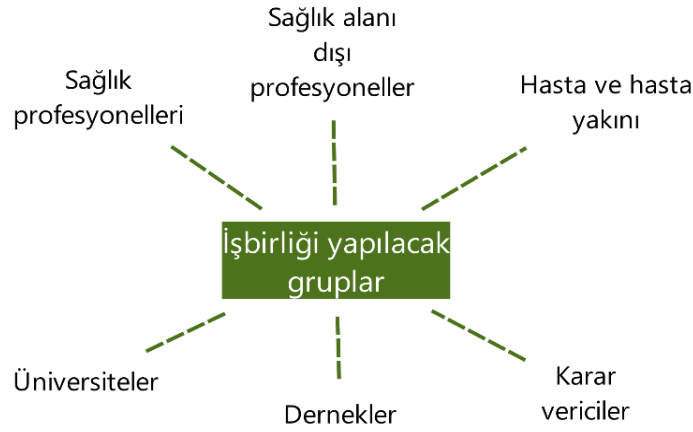 Sağlık alanı
dışı
profesyoneller
Sağlık
profesyonelleri
Hasta ve hasta
yakını
İşbirliği yapılacak
gruplar
Üniversiteler
Dernekler
Karar
vericiler